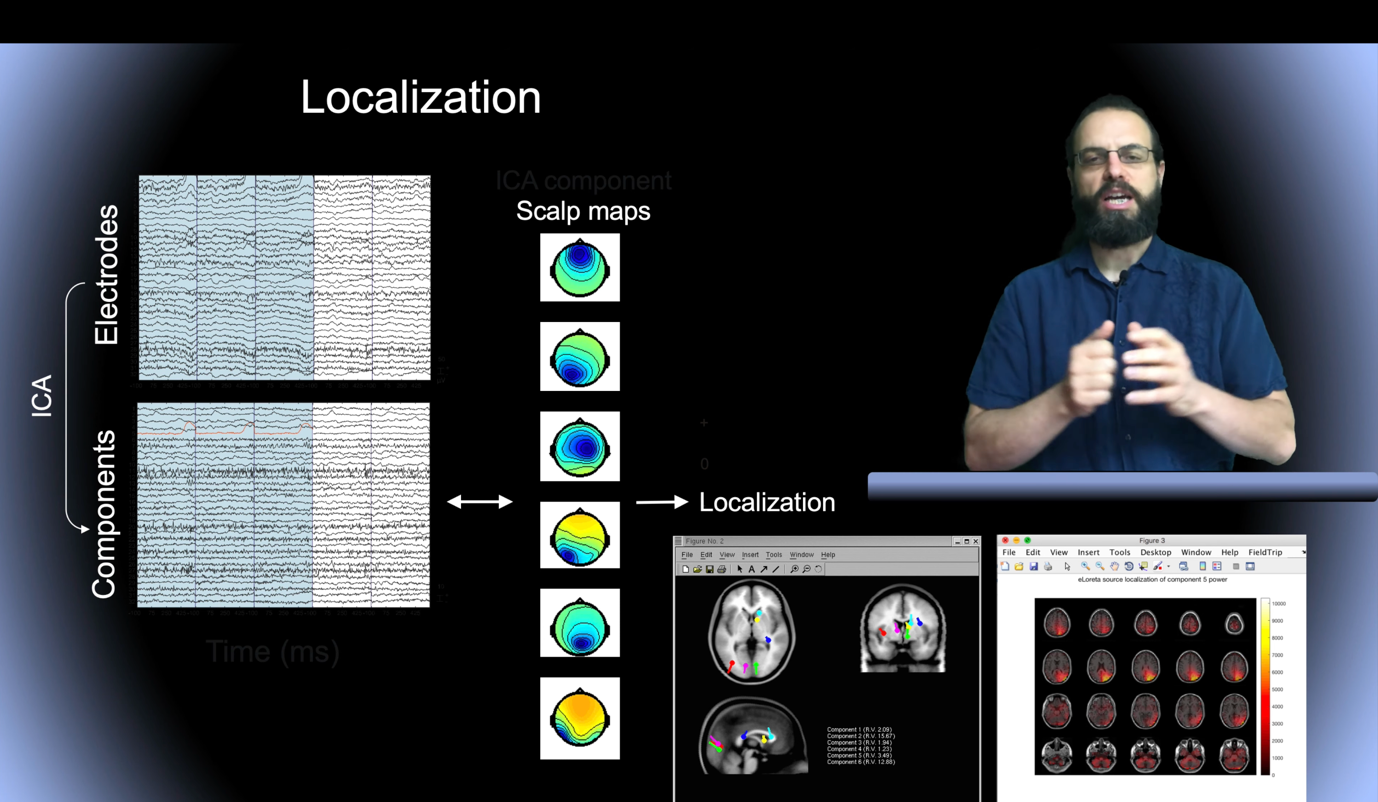 Localization
ICA component
Scalp maps
Electrodes
ICA
Components
Time (ms)
+
0
Localization
Figure No. 2
File Edit View Insert Tools Window Help
Component 1 (R.V. 2.09)
Component 2 (R.V. 15.67)
Component 3 (R.V. 1.94)
Component 4 (R.V. 1.23)
Component 5 (R.V. 3.49)
Component 6 (R.V. 12.88)
Figure 3
File Edit View Insert Tools Desktop Window Help FieldTrip
eLoreta source localization of component 5 power
10000
9000
8000
7000
6000
5000
4000
3000
2000
1000
0